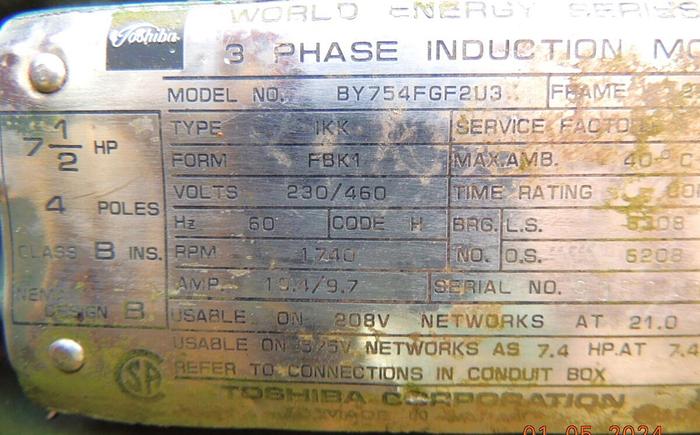 WORLD ENERGY SERIES
Toshiba
3 PHASE INDUCTION MO
MODEL NO. BY754FGF2U3 FRAME
7 1/2 HP
TYPE IKK SERVICE FACTOR
FORM FBK1 MAX.AMB. 40° C
VOLTS 230/460 TIME RATING
4 POLES
Hz 60 CODE H BRG. L.S. 6208
CLASS B INS.
RPM 1740 NO. O.S. 6208
AMP. /9.7 SERIAL NO.
NEMA DESIGN B
USABLE ON 208V NETWORKS AT 21.0
USABLE ON 575V NETWORKS AS 7.4 HP.AT 7.4
REFER TO CONNECTIONS IN CONDUIT BOX
TOSHIBA CORPORATION
MADE IN
01.05.2024